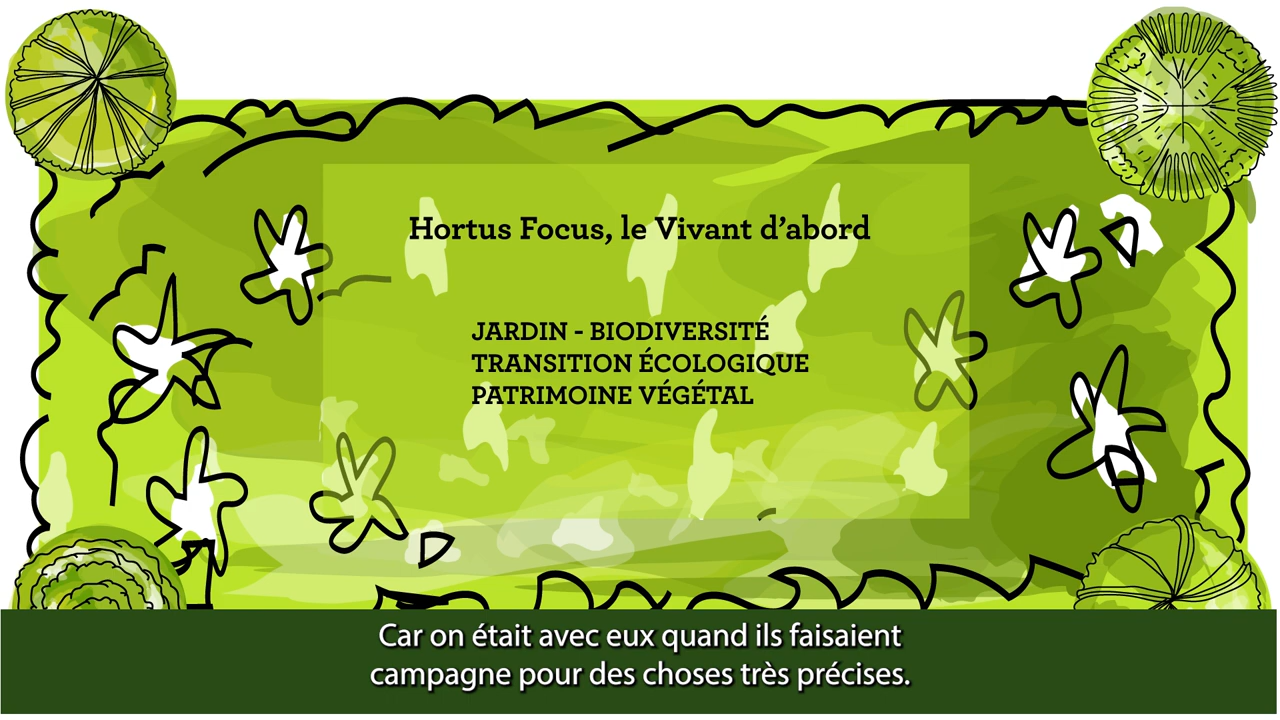 Hortus Focus, le Vivant d’abord
JARDIN - BIODIVERSITÉ
TRANSITION ÉCOLOGIQUE
PATRIMOINE VÉGÉTAL
Car on était avec eux quand ils faisaient
campagne pour des choses très précises.